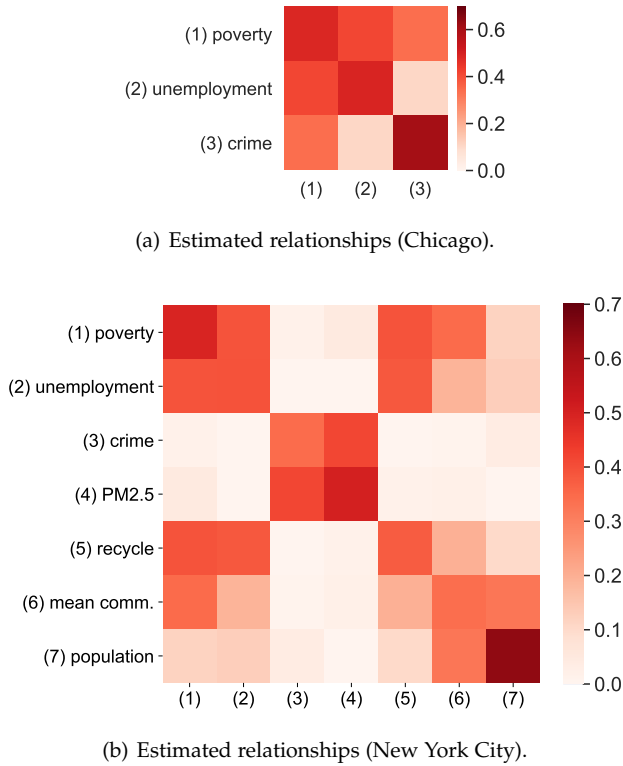 (1) poverty
(2) unemployment
(3) crime
(1) (2) (3)
0.6
0.4
0.2
0.0
(a) Estimated relationships (Chicago).
(1) poverty
(2) unemployment
(3) crime
(4) PM2.5
(5) recycle
(6) mean comm.
(7) population
(1) (2) (3) (4) (5) (6) (7)
0.7
0.6
0.5
0.4
0.3
0.2
0.1
0.0
(b) Estimated relationships (New York City).